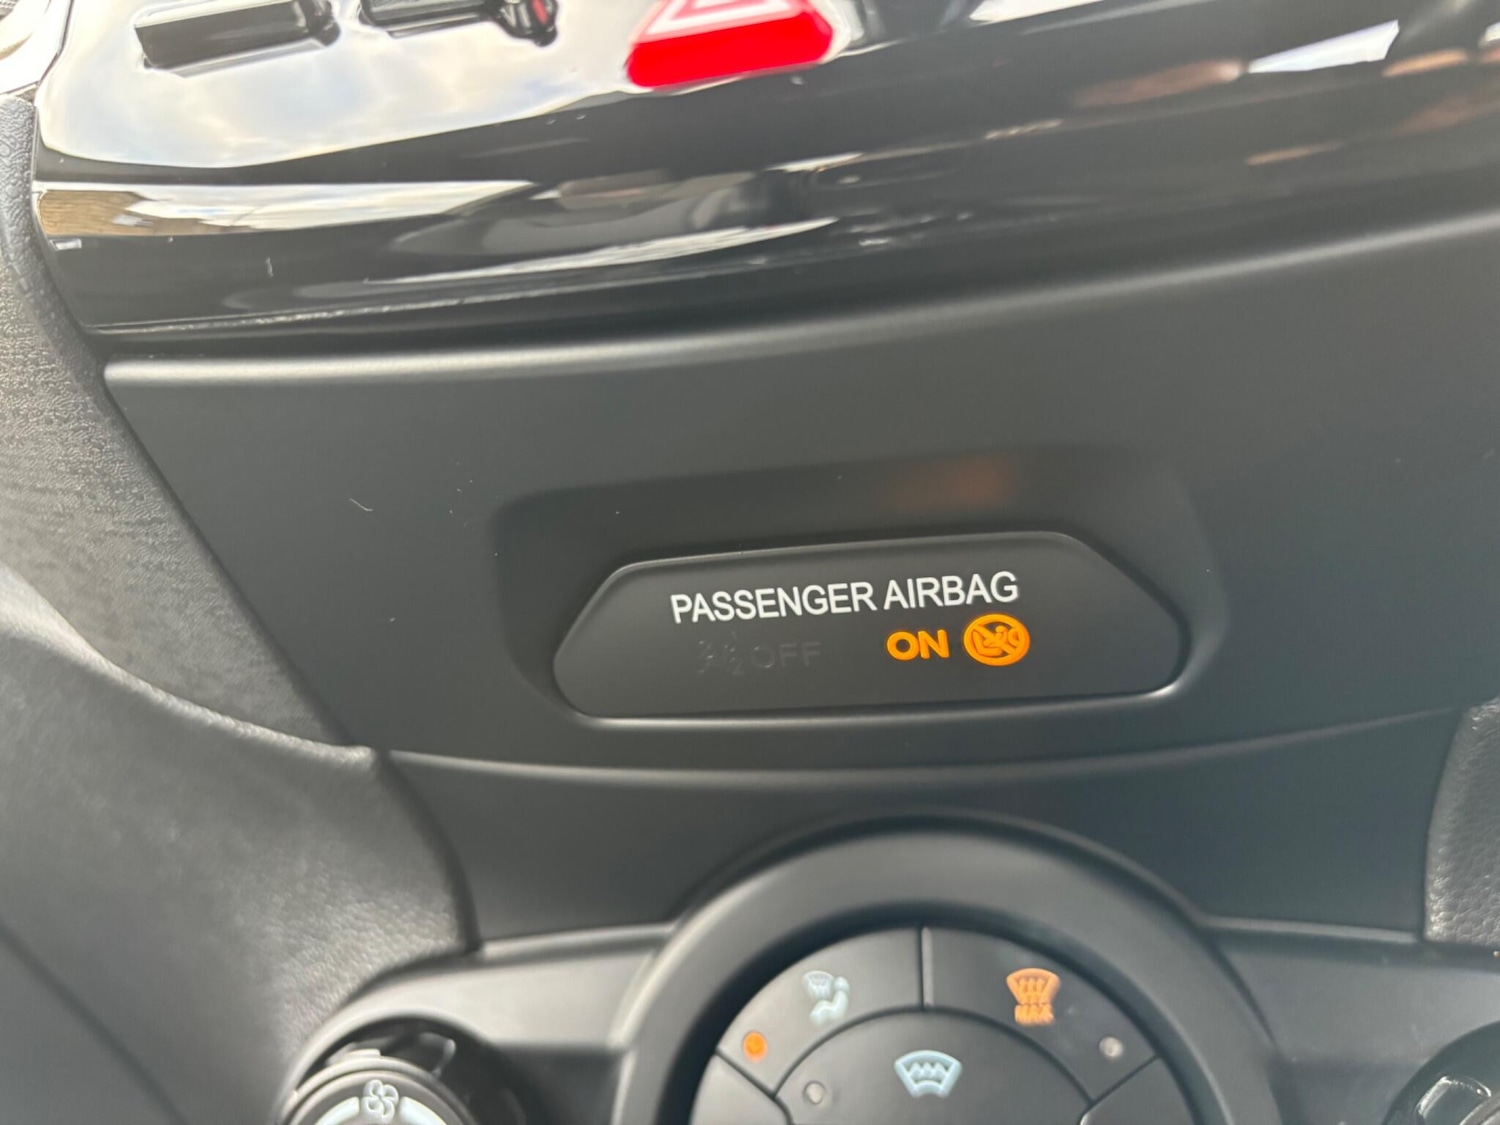 PASSENGER AIRBAG
OFF ON
MAX